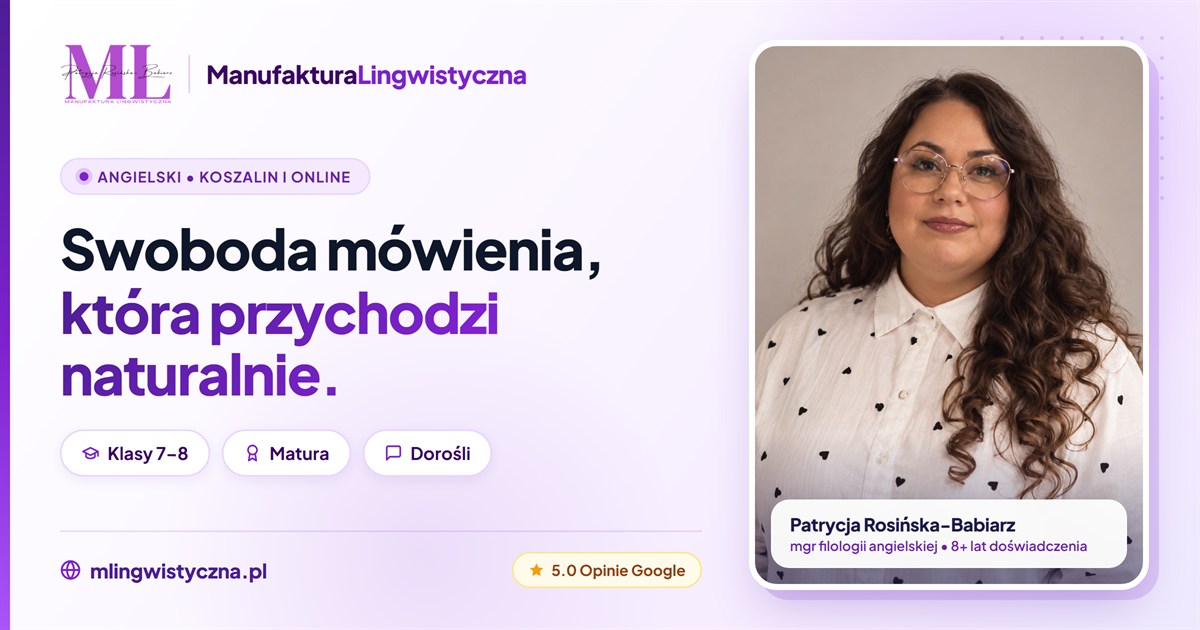 ML
Patrycja Rosińska-Babiarz
MANUFAKTURA LINGWISTYCZNA
ManufakturaLingwistyczna
ANGIELSKI • KOSZALIN I ONLINE
Swoboda mówienia,
która przychodzi
naturalnie.
Klasy 7–8
Matura
Dorośli
mlingwistyczna.pl
5.0 Opinie Google
Patrycja Rosińska–Babiarz
mgr filologii angielskiej • 8+ lat doświadczenia